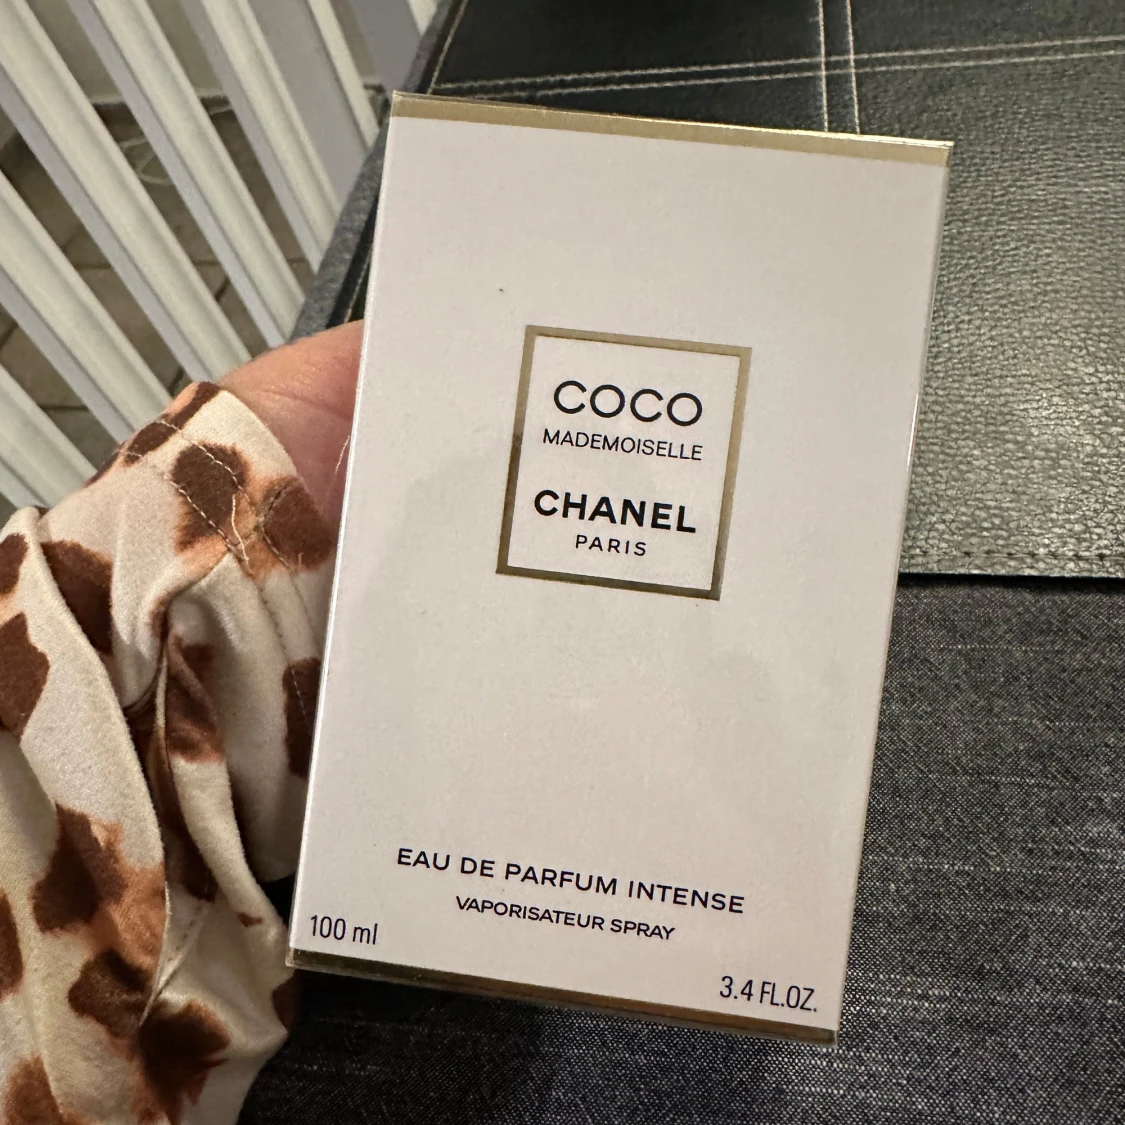 COCO
MADEMOISELLE
CHANEL
PARIS
EAU DE PARFUM INTENSE
VAPORISATEUR SPRAY
100 ml
3.4 FL.OZ.